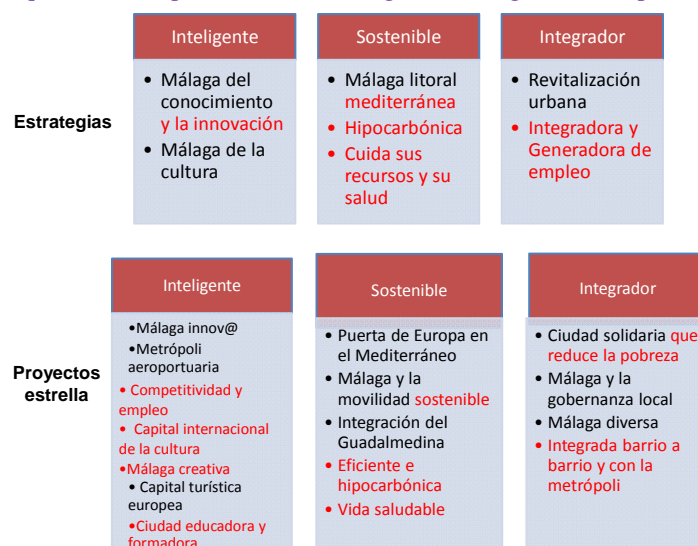 Inteligente
Sostenible
Integrador
Estrategias
• Málaga del
conocimiento
y la innovación
• Málaga de la
cultura
• Málaga litoral
mediterránea
• Hipocarbónica
• Cuida sus
recursos y su
salud
• Revitalización
urbana
• Integradora y
Generadora de
empleo
Inteligente
Sostenible
Integrador
Proyectos
estrella
•Málaga innov@
•Metrópoli
aeroportuaria
• Competitividad y
empleo
• Capital internacional
de la cultura
•Málaga creativa
• Capital turística
europea
•Ciudad educadora y
formadora
• Puerta de Europa en
el Mediterráneo
• Málaga y la
movilidad sostenible
• Integración del
Guadalmedina
• Eficiente e
hipocarbónica
• Vida saludable
• Ciudad solidaria que
reduce la pobreza
• Málaga y la
gobernanza local
• Málaga diversa
• Integrada barrio a
barrio y con la
metrópoli